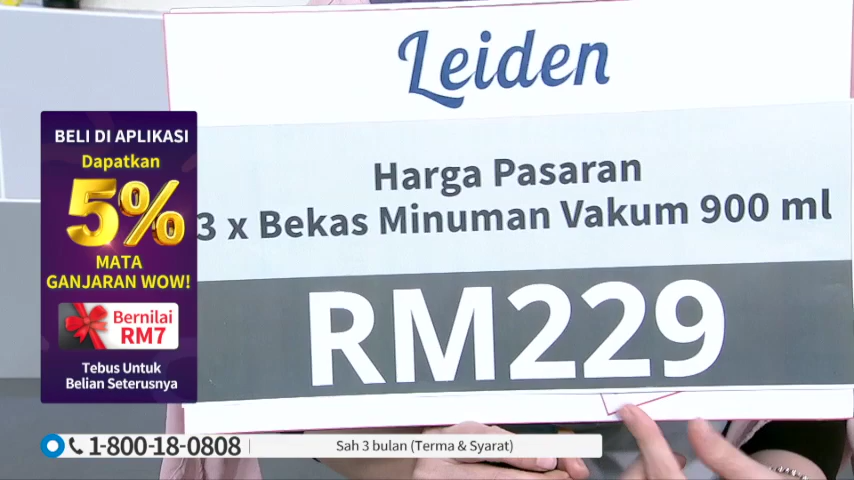 Leiden
Harga Pasaran
3 x Bekas Minuman Vakum 900 ml
RM229
BELI DI APLIKASI
Dapatkan
5%
MATA
GANJARAN WOW!
Bernilai
RM7
Tebus Untuk
Belian Seterusnya
1-800-18-0808
Sah 3 bulan (Terma & Syarat)